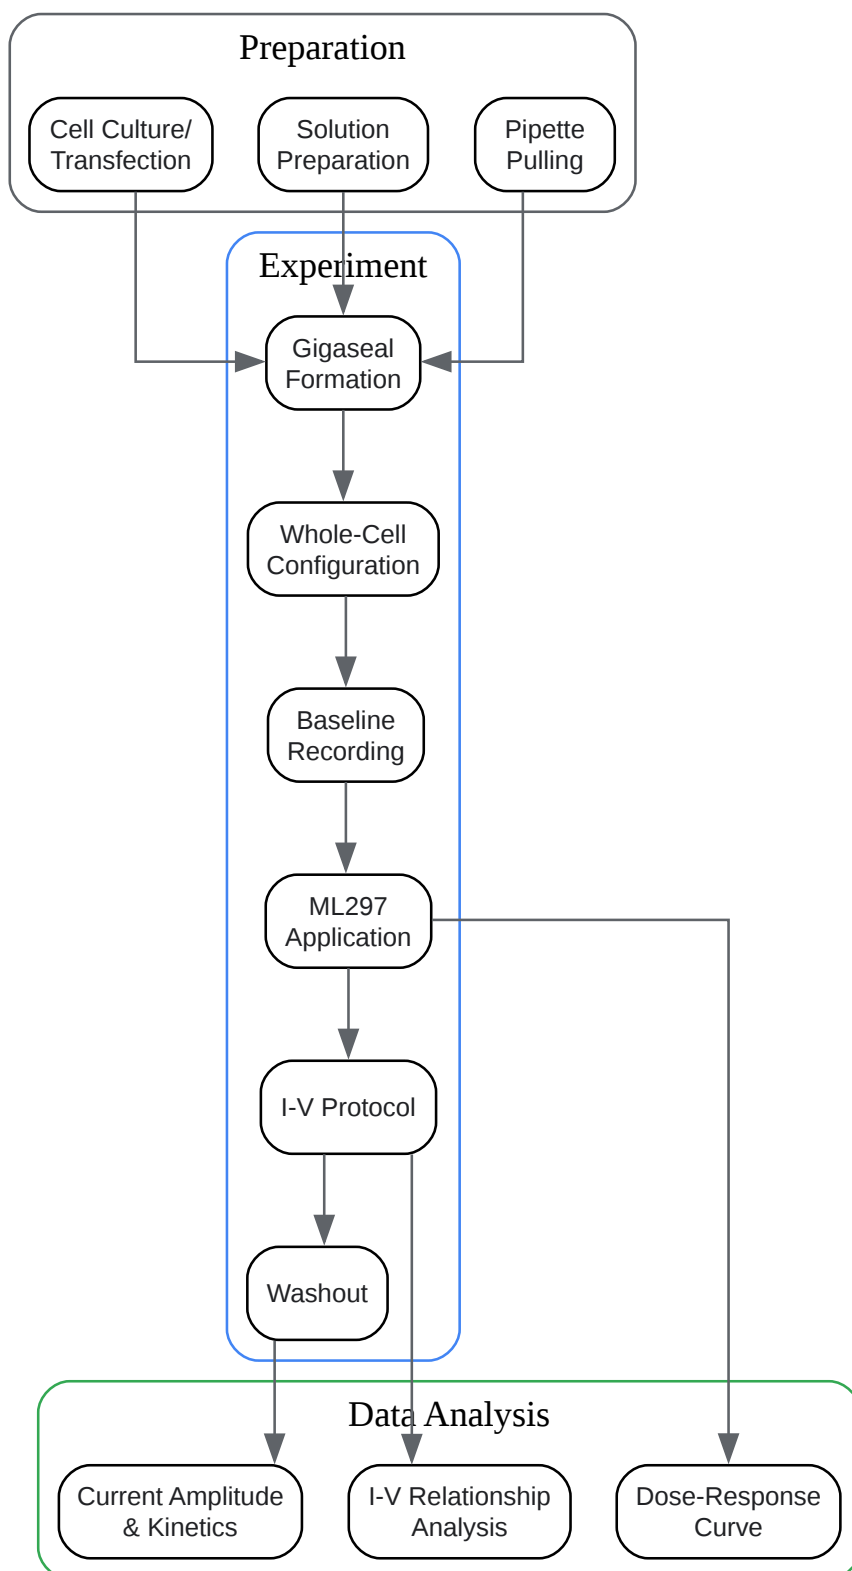 Preparation
Cell Culture/
Transfection
Solution
Preparation
Pipette
Pulling
Experiment
Gigaseal
Formation
Whole-Cell
Configuration
Baseline
Recording
ML297
Application
I-V Protocol
Washout
Data Analysis
Current Amplitude
& Kinetics
I-V Relationship
Analysis
Dose-Response
Curve